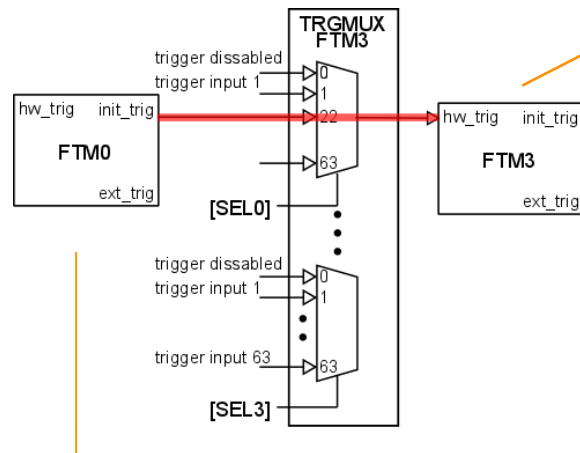 TRGMUX
FTM3
trigger dissabled
0
trigger input 1
1
hw_trig
init_trig
22
hw_trig
init_trig
FTM0
FTM3
63
ext_trig
ext_trig
[SEL0]
trigger dissabled
0
trigger input 1
1
trigger input 63
63
[SEL3]